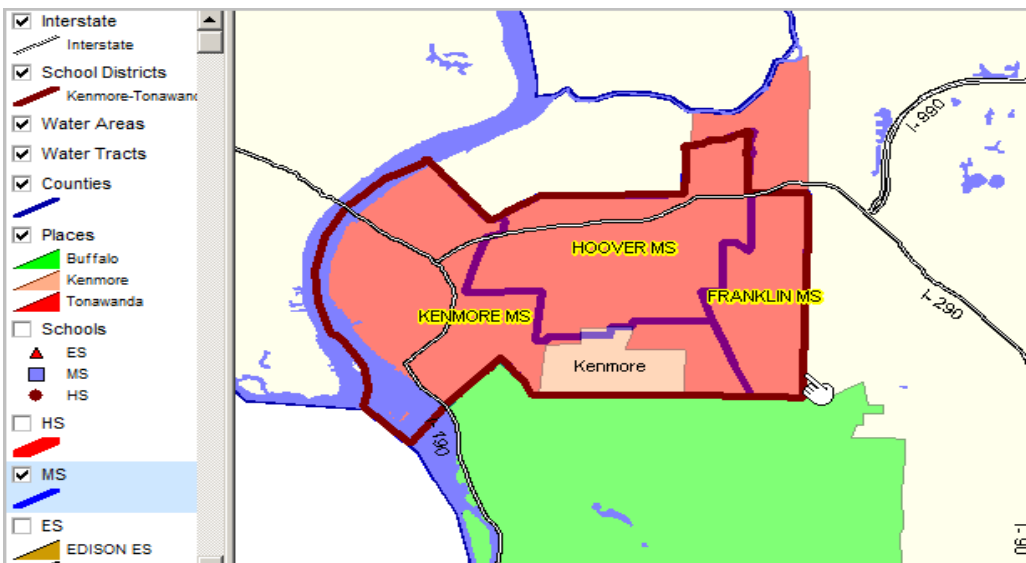 Interstate
Interstate
School Districts
Kenmore-Tonawand
Water Areas
Water Tracts
Counties
Places
Buffalo
Kenmore
Tonawanda
Schools
ES
MS
HS
HS
MS
ES
EDISON ES
I-990
HOOVER MS
FRANKLIN MS
I-290
KENMORE MS
Kenmore
190
I-90